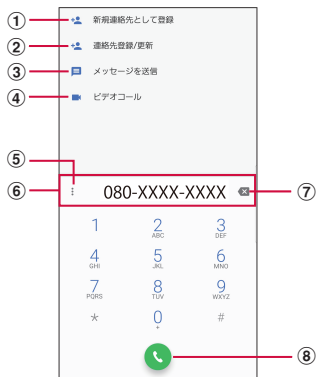 ① 新規連絡先として登録
② 連絡先登録/更新
③ メッセージを送信
④ ビデオコール
⑤
⑥ 080-XXXX-XXXX ⑦
1 2 ABC 3 DEF
4 GHI 5 JKL 6 MNO
7 PQRS 8 TUV 9 WXYZ
* 0 + #
⑧